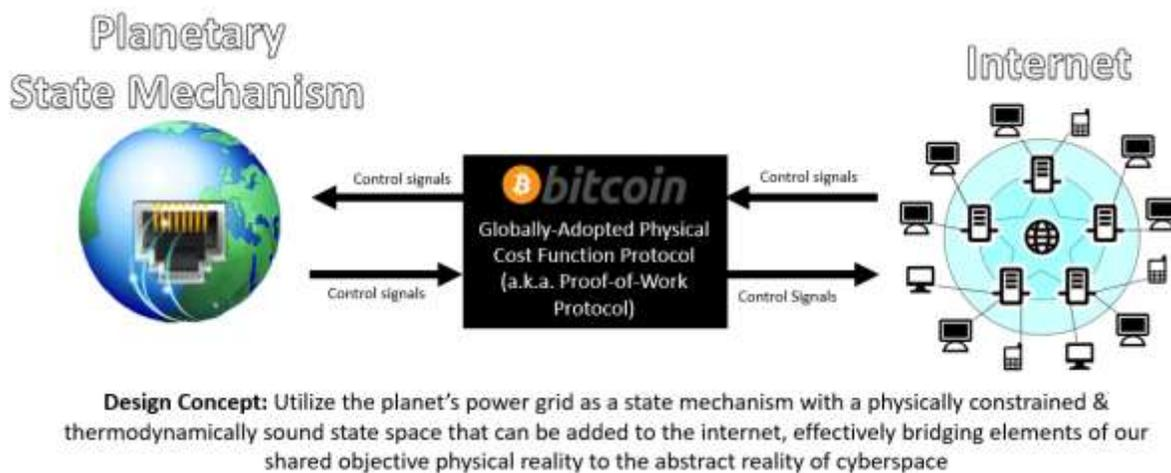 Planetary
State Mechanism
Internet
Control signals
Control signals
bitcoin
Globally-Adopted Physical
Cost Function Protocol
(a.k.a. Proof-of-Work
Protocol)
Control signals
Control Signals
Design Concept: Utilize the planet's power grid as a state mechanism with a physically constrained &
thermodynamically sound state space that can be added to the internet, effectively bridging elements of our
shared objective physical reality to the abstract reality of cyberspace